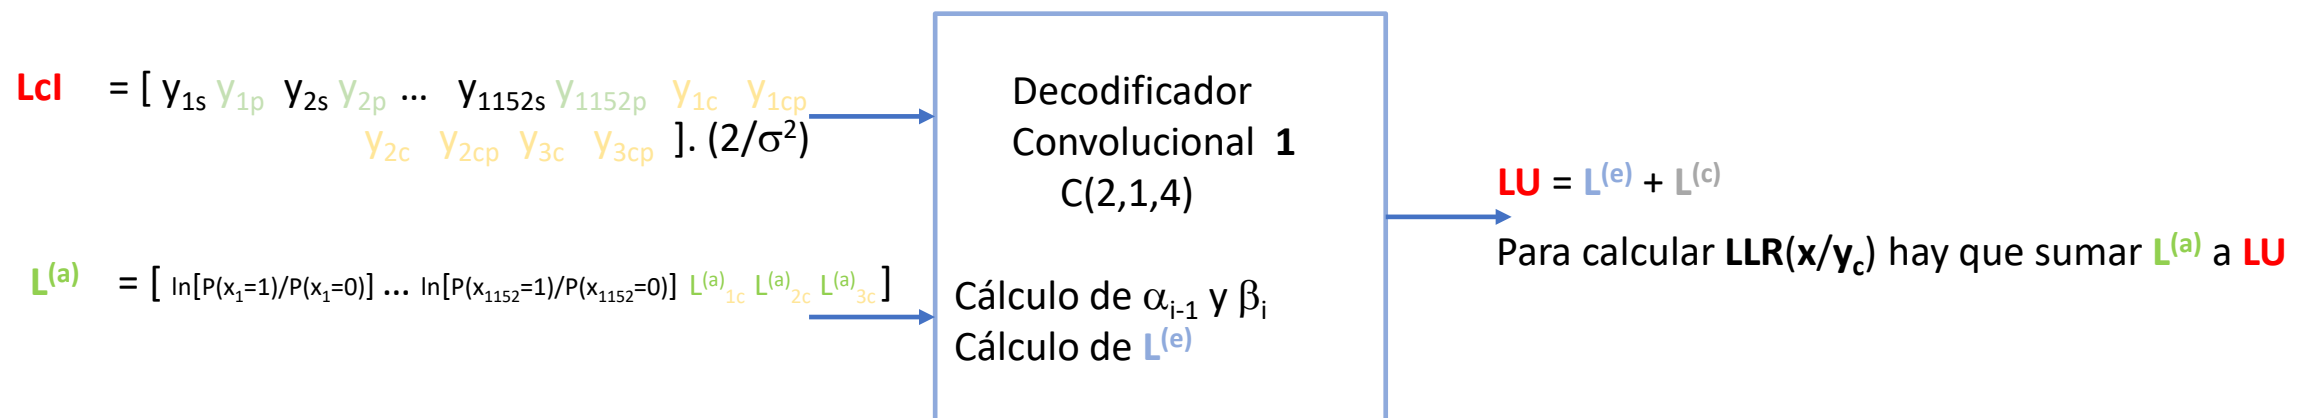 LcI = [ y1s y1p y2s y2p ... y1152s y1152p y1c y1cp
y2c y2cp y3c y3cp ]. (2/σ²)
L(a) = [ ln[P(x1=1)/P(x1=0)] ... ln[P(x1152=1)/P(x1152=0)] L(a)1c L(a)2c L(a)3c ]
Decodificador
Convolucional 1
C(2,1,4)
Cálculo de αi-1 y βi
Cálculo de L(e)
LU = L(e) + L(c)
Para calcular LLR(x/yc) hay que sumar L(a) a LU